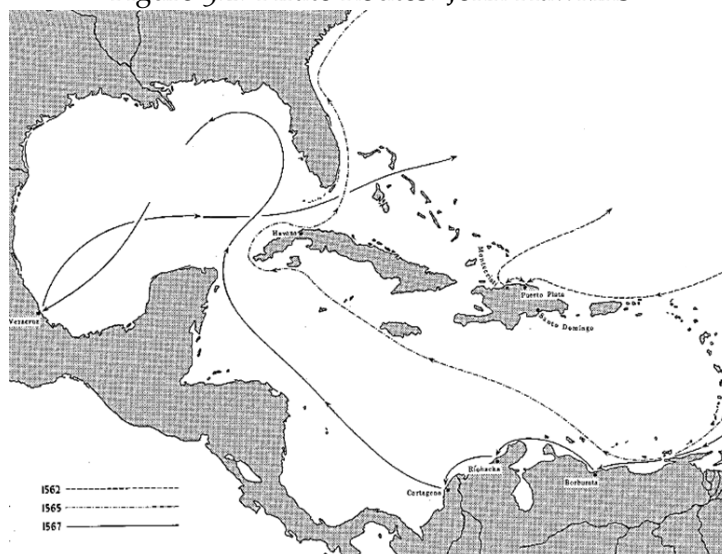 Havana
Montecristi
Puerto Plata
Santo Domingo
Veracruz
Riohacha
Cartagena
Borburata
1562
1565
1567